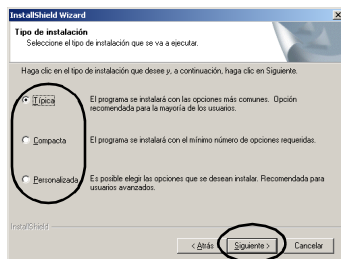 InstallShield Wizard
Tipo de instalación
Seleccione el tipo de instalación que se va a ejecutar.
Haga clic en el tipo de instalación que desee y, a continuación, haga clic en Siguiente.
Típica
El programa se instalará con las opciones más comunes. Opción
recomendada para la mayoría de los usuarios.
Compacta
El programa se instalará con el mínimo número de opciones requeridas.
Personalizada
Es posible elegir las opciones que se desean instalar. Recomendada para
usuarios avanzados.
InstallShield
< Atrás
Siguiente >
Cancelar